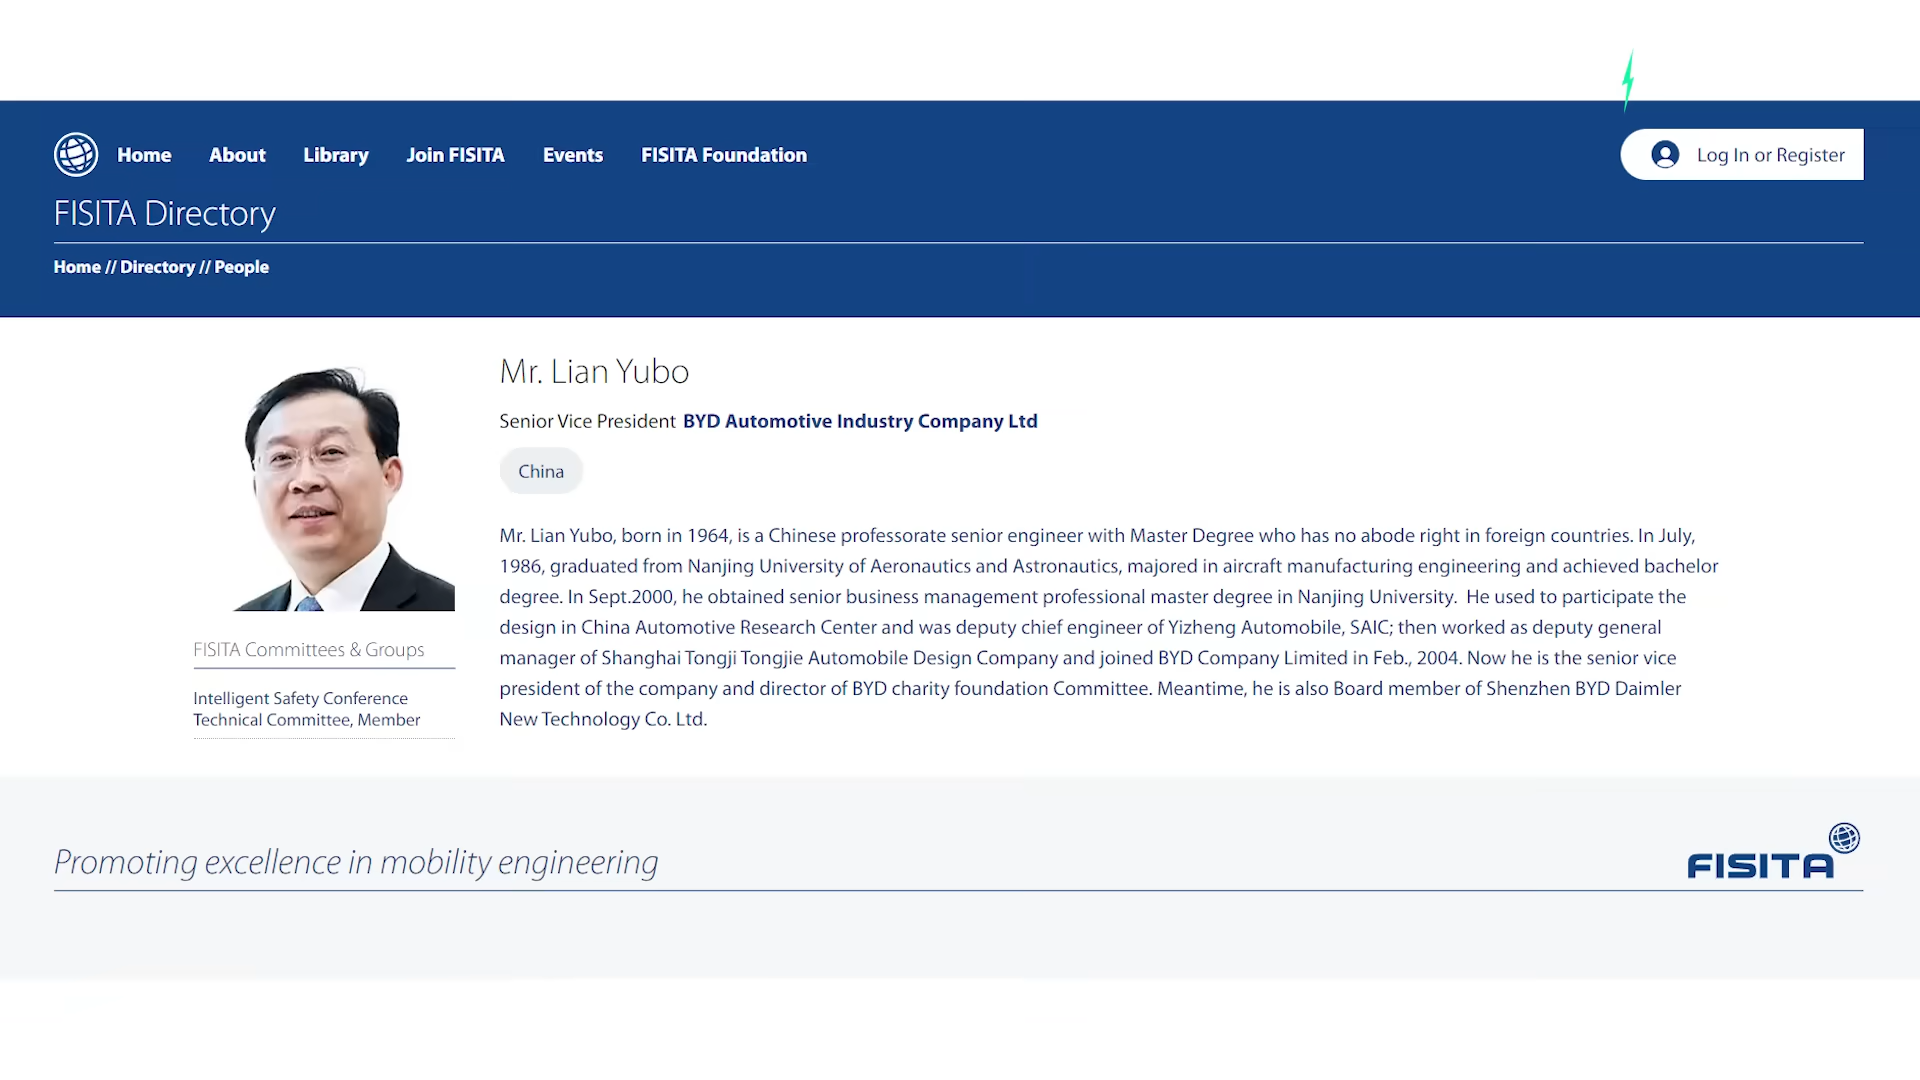 Home About Library Join FISITA Events FISITA Foundation Log In or Register
FISITA Directory
Home // Directory // People
Mr. Lian Yubo
Senior Vice President BYD Automotive Industry Company Ltd
China
Mr. Lian Yubo, born in 1964, is a Chinese professorate senior engineer with Master Degree who has no abode right in foreign countries. In July,
1986, graduated from Nanjing University of Aeronautics and Astronautics, majored in aircraft manufacturing engineering and achieved bachelor
degree. In Sept.2000, he obtained senior business management professional master degree in Nanjing University. He used to participate the
design in China Automotive Research Center and was deputy chief engineer of Yizheng Automobile, SAIC; then worked as deputy general
manager of Shanghai Tongji Tongjie Automobile Design Company and joined BYD Company Limited in Feb., 2004. Now he is the senior vice
president of the company and director of BYD charity foundation Committee. Meantime, he is also Board member of Shenzhen BYD Daimler
New Technology Co. Ltd.
FISITA Committees & Groups
Intelligent Safety Conference
Technical Committee, Member
Promoting excellence in mobility engineering
FISITA